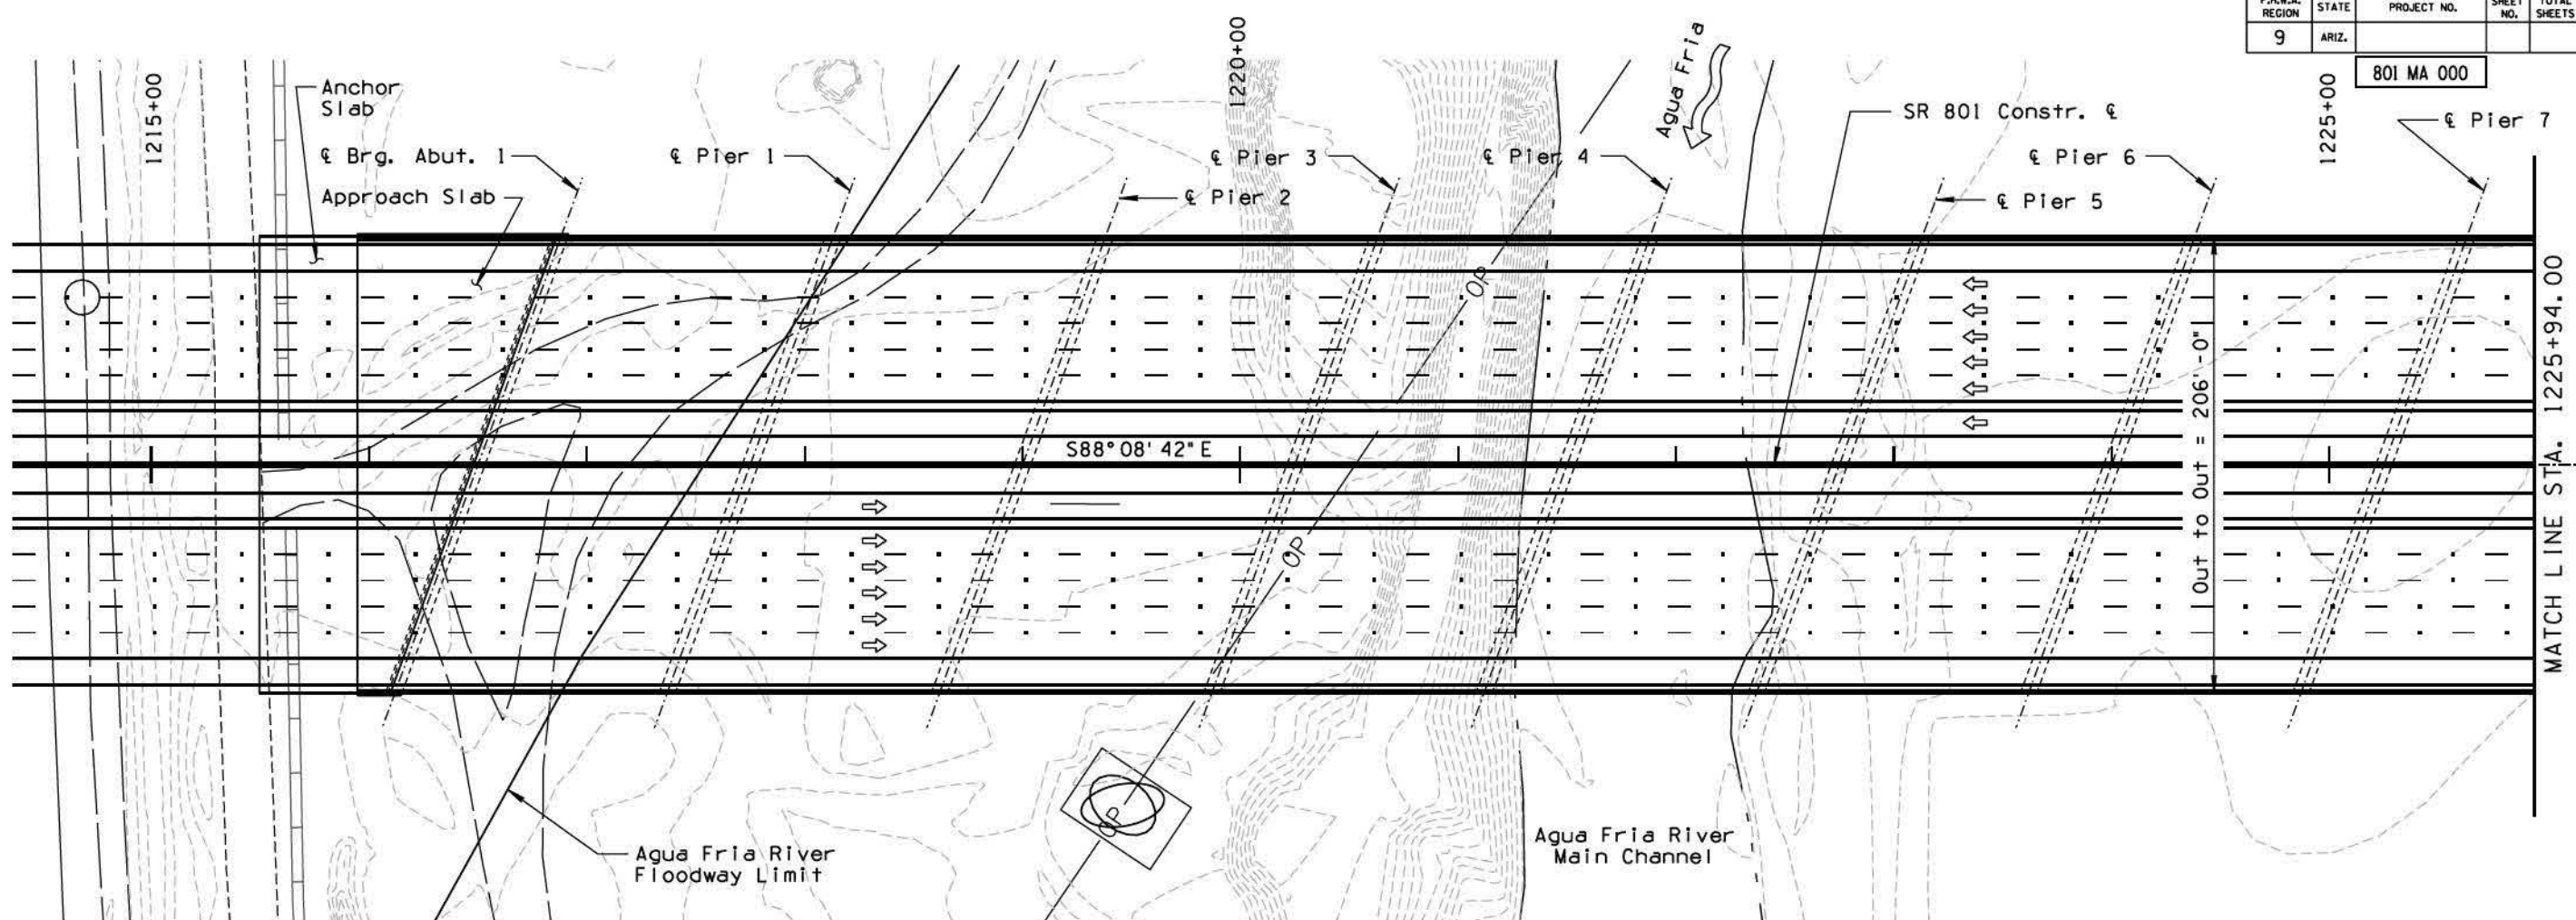 F.H.W.A. REGION
STATE
PROJECT NO.
SHEET NO.
TOTAL SHEETS
9
ARIZ.
801 MA 000
1215+00
1220+00
1225+00
Anchor
Slab
℄ Brg. Abut. 1
Approach Slab
℄ Pier 1
℄ Pier 2
℄ Pier 3
℄ Pier 4
Agua Fria
SR 801 Constr. ℄
℄ Pier 5
℄ Pier 6
℄ Pier 7
OP
S88°08'42"E
Out to Out = 206'-0"
MATCH LINE STA. 1225+94.00
OP
OP
Agua Fria River
Floodway Limit
Agua Fria River
Main Channel